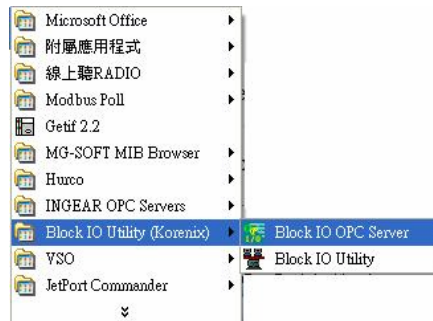 Microsoft Office
附屬應用程式
線上聽RADIO
Modbus Poll
Getif 2.2
MG-SOFT MIB Browser
Hurco
INGEAR OPC Servers
Block IO Utility (Korenix)
Block IO OPC Server
VSO
Block IO Utility
JetPort Commander